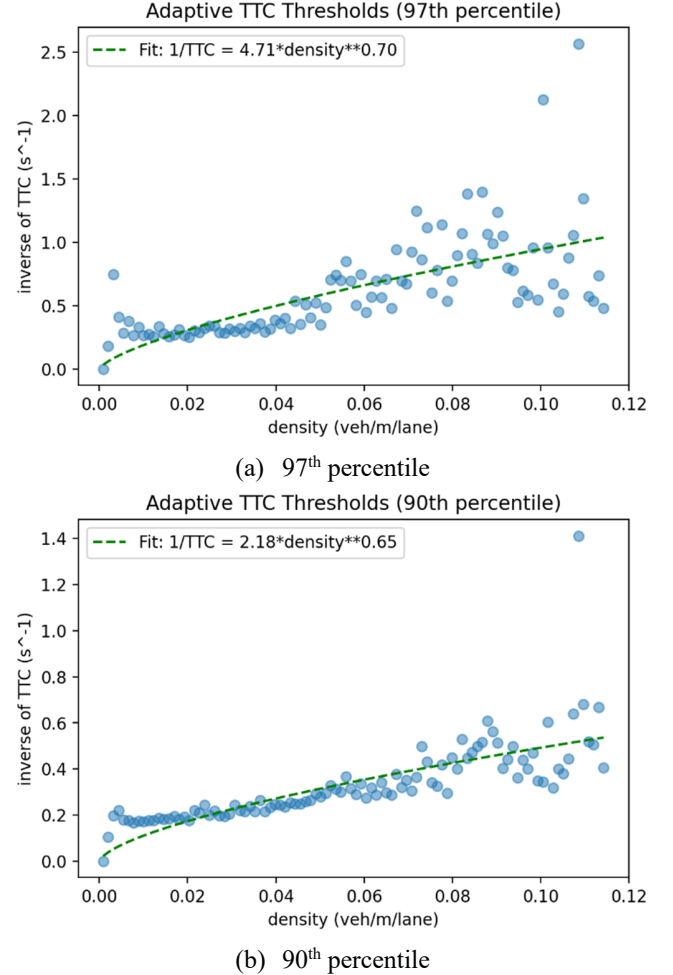 Adaptive TTC Thresholds (97th percentile)
Fit: 1/TTC = 4.71*density**0.70
inverse of TTC (s^-1)
2.5
2.0
1.5
1.0
0.5
0.0
0.00 0.02 0.04 0.06 0.08 0.10 0.12
density (veh/m/lane)
(a) 97th percentile
Adaptive TTC Thresholds (90th percentile)
Fit: 1/TTC = 2.18*density**0.65
inverse of TTC (s^-1)
1.4
1.2
1.0
0.8
0.6
0.4
0.2
0.0
0.00 0.02 0.04 0.06 0.08 0.10 0.12
density (veh/m/lane)
(b) 90th percentile